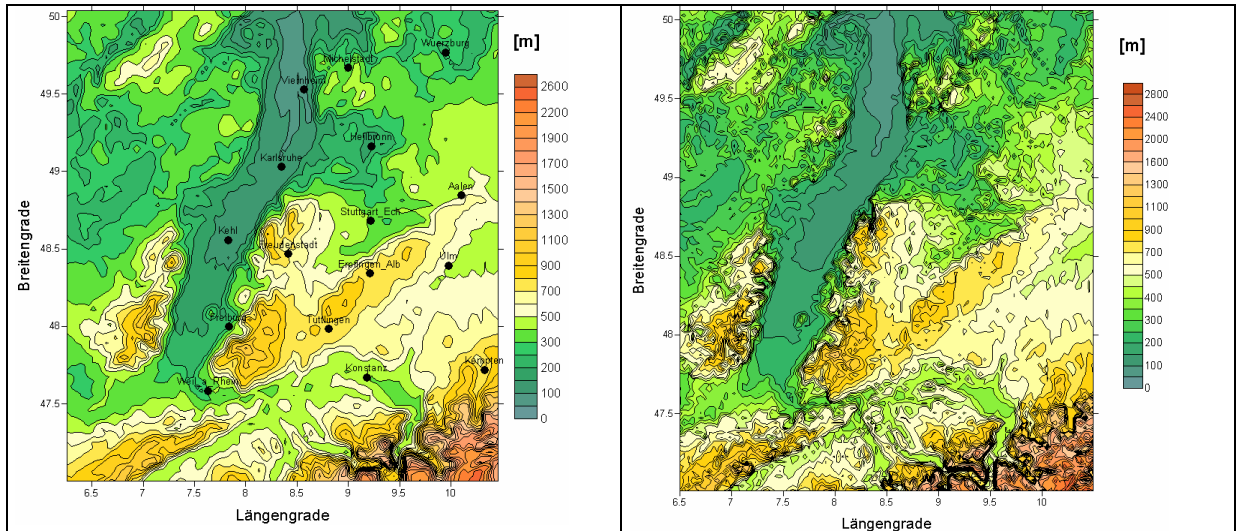 50
49.5
49
48.5
48
47.5
Breitengrade
6.5
7
7.5
8
8.5
9
9.5
10
Längengrade
Wuerzburg
Michelstadt
Viernheim
Heilbronn
Karlsruhe
Aalen
Stuttgart_Ech
Kehl
Freudenstadt
Erpfingen_Alb
Ulm
Freiburg
Tuttlingen
Kempten
Konstanz
Weil_a_Rhein
[m]
2600
2200
1900
1700
1500
1300
1100
900
700
500
300
200
100
0
50
49.5
49
48.5
48
47.5
Breitengrade
6.5
7
7.5
8
8.5
9
9.5
10
Längengrade
[m]
2800
2400
2000
1600
1300
1100
900
700
500
400
300
200
100
0